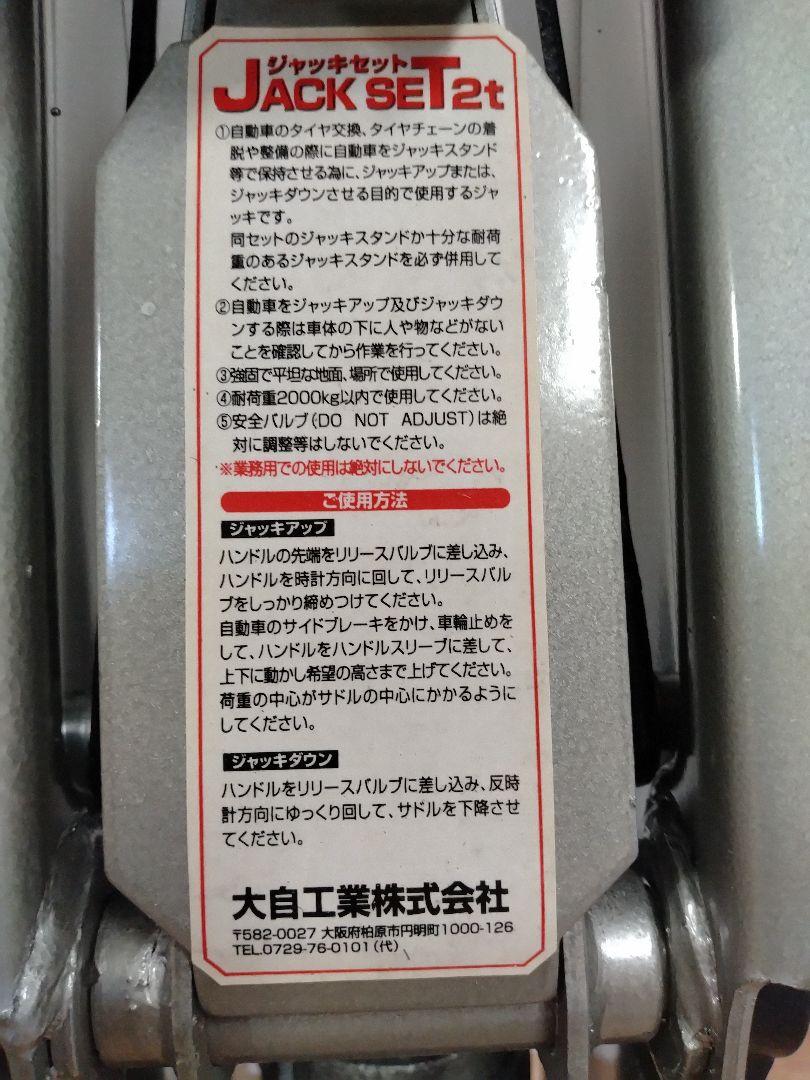 ジャッキセット
JACK SET 2t
①自動車のタイヤ交換、タイヤチェーンの着
脱や整備の際に自動車をジャッキスタンド
等で保持させる為に、ジャッキアップまたは、
ジャッキダウンさせる目的で使用するジャ
ッキです。
同セットのジャッキスタンドか十分な耐荷
重のあるジャッキスタンドを必ず併用して
ください。
②自動車をジャッキアップ及びジャッキダウ
ンする際は車体の下に人や物などがない
ことを確認してから作業を行ってください。
③強固で平坦な地面、場所で使用してください。
④耐荷重2000kg以内で使用してください。
⑤安全バルブ(DO NOT ADJUST)は絶
対に調整等はしないでください。
※業務用での使用は絶対にしないでください。
ご使用方法
ジャッキアップ
ハンドルの先端をリリースバルブに差し込み、
ハンドルを時計方向に回して、リリースバル
ブをしっかり締めつけてください。
自動車のサイドブレーキをかけ、車輪止めを
して、ハンドルをハンドルスリーブに差して、
上下に動かし希望の高さまで上げてください。
荷重の中心がサドルの中心にかかるように
してください。
ジャッキダウン
ハンドルをリリースバルブに差し込み、反時
計方向にゆっくり回して、サドルを下降させ
てください。
大自工業株式会社
〒582-0027 大阪府柏原市円明町1000-126
TEL.0729-76-0101(代)